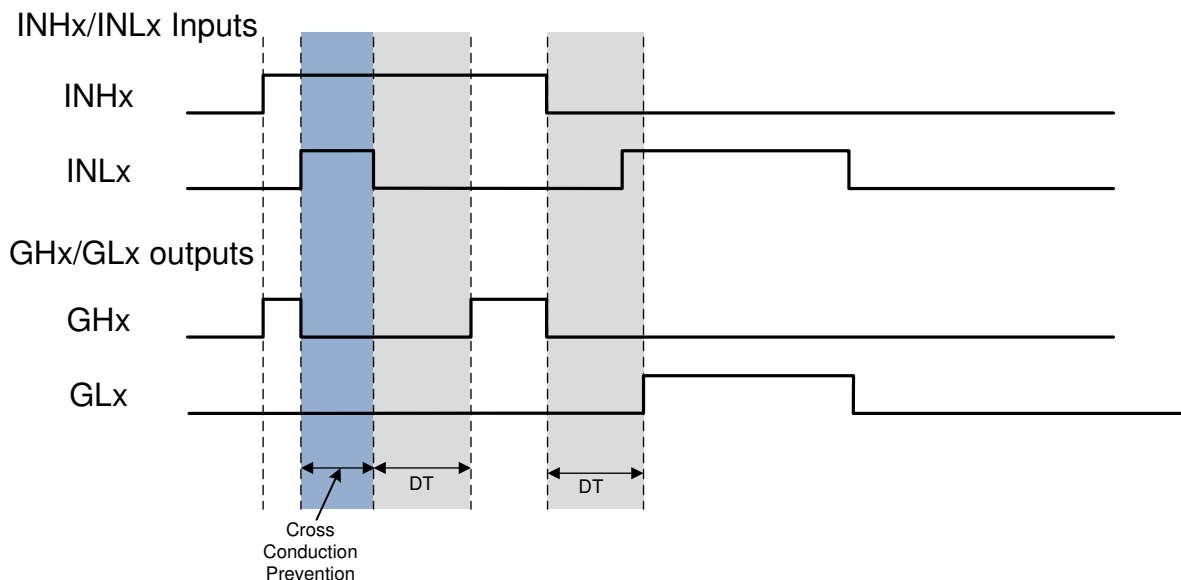 INHx/INLx Inputs
INHx
INLx
GHx/GLx outputs
GHx
GLx
DT
DT
Cross
Conduction
Prevention